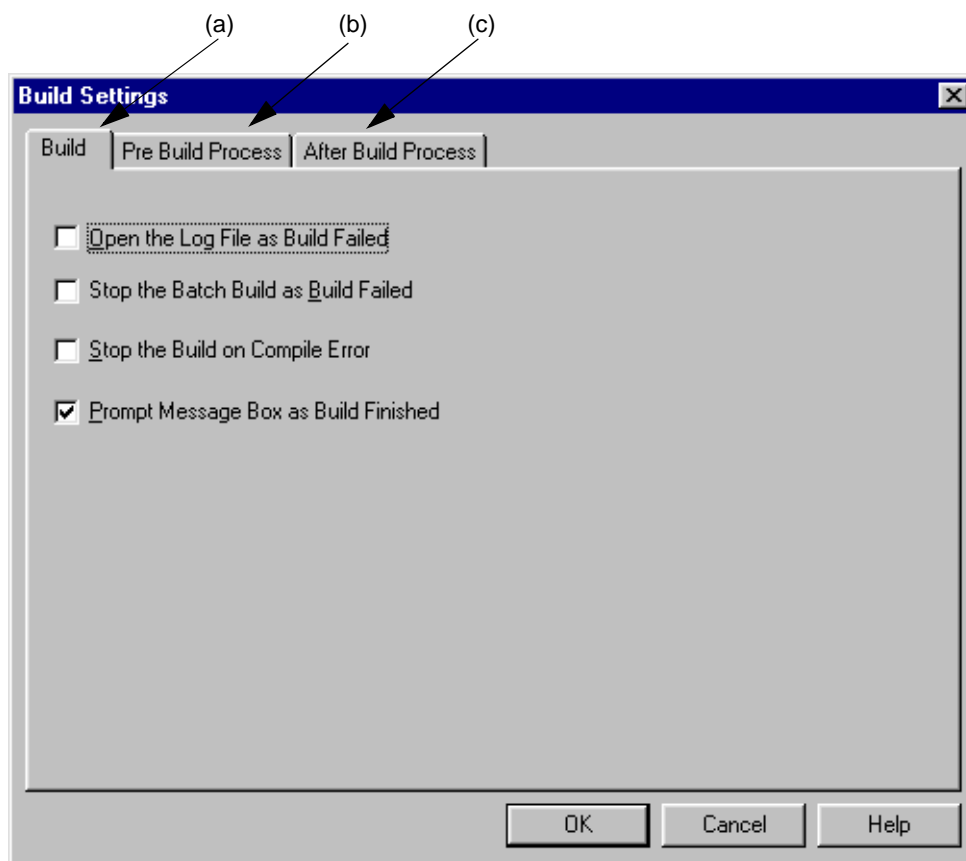 (a) (b) (c)
Build Settings
Build Pre Build Process After Build Process
Open the Log File as Build Failed
Stop the Batch Build as Build Failed
Stop the Build on Compile Error
Prompt Message Box as Build Finished
OK Cancel Help